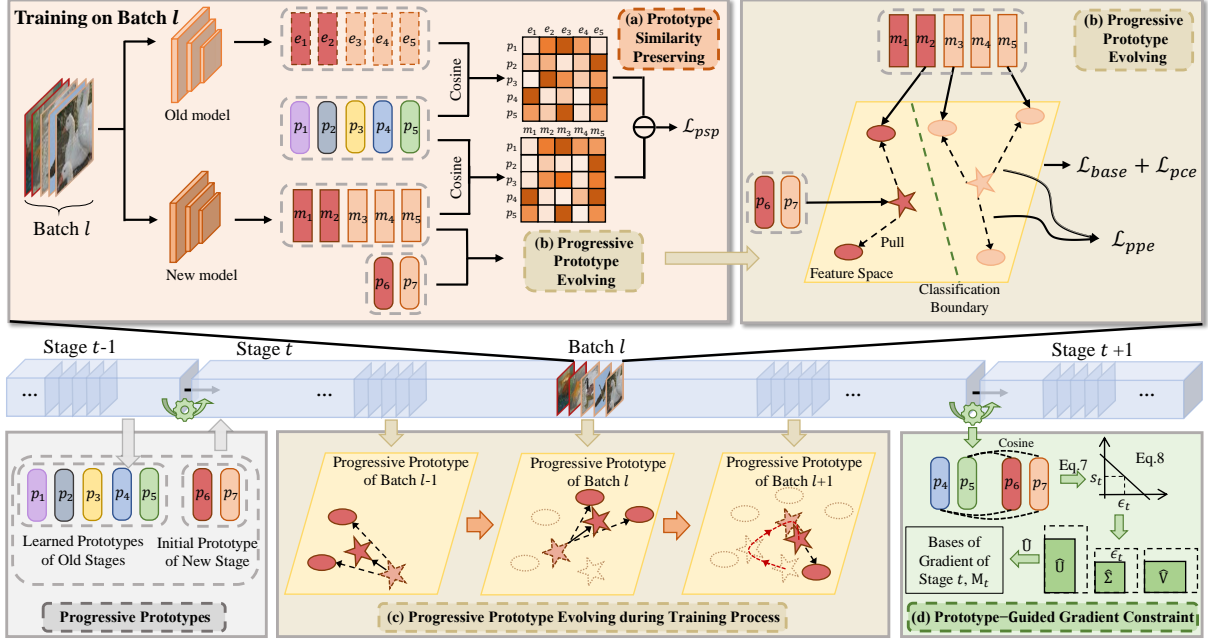 Training on Batch l
Batch l
Old model
New model
e1 e2 e3 e4 e5
p1 p2 p3 p4 p5
m1 m2 m3 m4 m5
p6 p7
Cosine
Cosine
(a) Prototype
Similarity
Preserving
e1 e2 e3 e4 e5
p1
p2
p3
p4
p5
m1 m2 m3 m4 m5
p1
p2
p3
p4
p5
ℒpsp
(b) Progressive
Prototype
Evolving
m1 m2 m3 m4 m5
(b) Progressive
Prototype
Evolving
p6 p7
Pull
Feature Space
Classification
Boundary
ℒbase + ℒpce
ℒppe
Stage t-1
Stage t
Batch l
Stage t +1
...
...
...
...
p1 p2 p3 p4 p5
p6 p7
Learned Prototypes
of Old Stages
Initial Prototype
of New Stage
Progressive Prototypes
Progressive Prototype
of Batch l-1
Progressive Prototype
of Batch l
Progressive Prototype
of Batch l+1
(c) Progressive Prototype Evolving during Training Process
Cosine
p4 p5 p6 p7
Eq.7
Eq.8
st
ϵt
Bases of
Gradient of
Stage t, Mt
Û
Û
ϵt
Σ̂
V̂
(d) Prototype–Guided Gradient Constraint